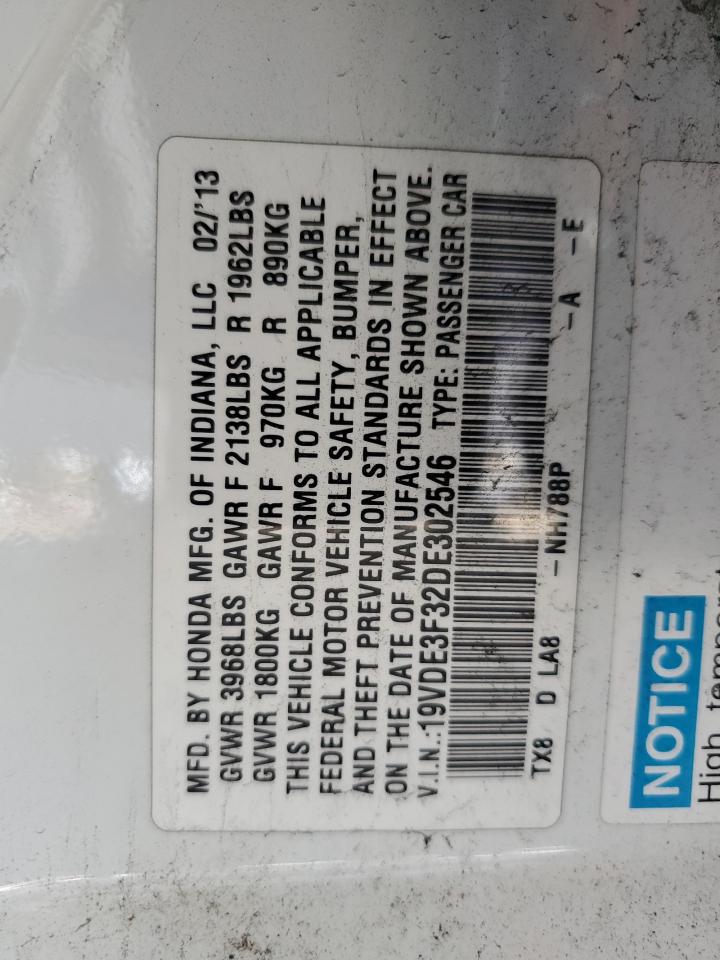 MFD. BY HONDA MFG. OF INDIANA, LLC 02/'13
GVWR 3968LBS GAWR F 2138LBS R 1962LBS
GVWR 1800KG GAWR F 970KG R 890KG
THIS VEHICLE CONFORMS TO ALL APPLICABLE
FEDERAL MOTOR VEHICLE SAFETY, BUMPER,
AND THEFT PREVENTION STANDARDS IN EFFECT
ON THE DATE OF MANUFACTURE SHOWN ABOVE.
V.I.N.:19VDE3F32DE302546 TYPE: PASSENGER CAR
TX8 D LA8 -NH788P -A -E
NOTICE
High